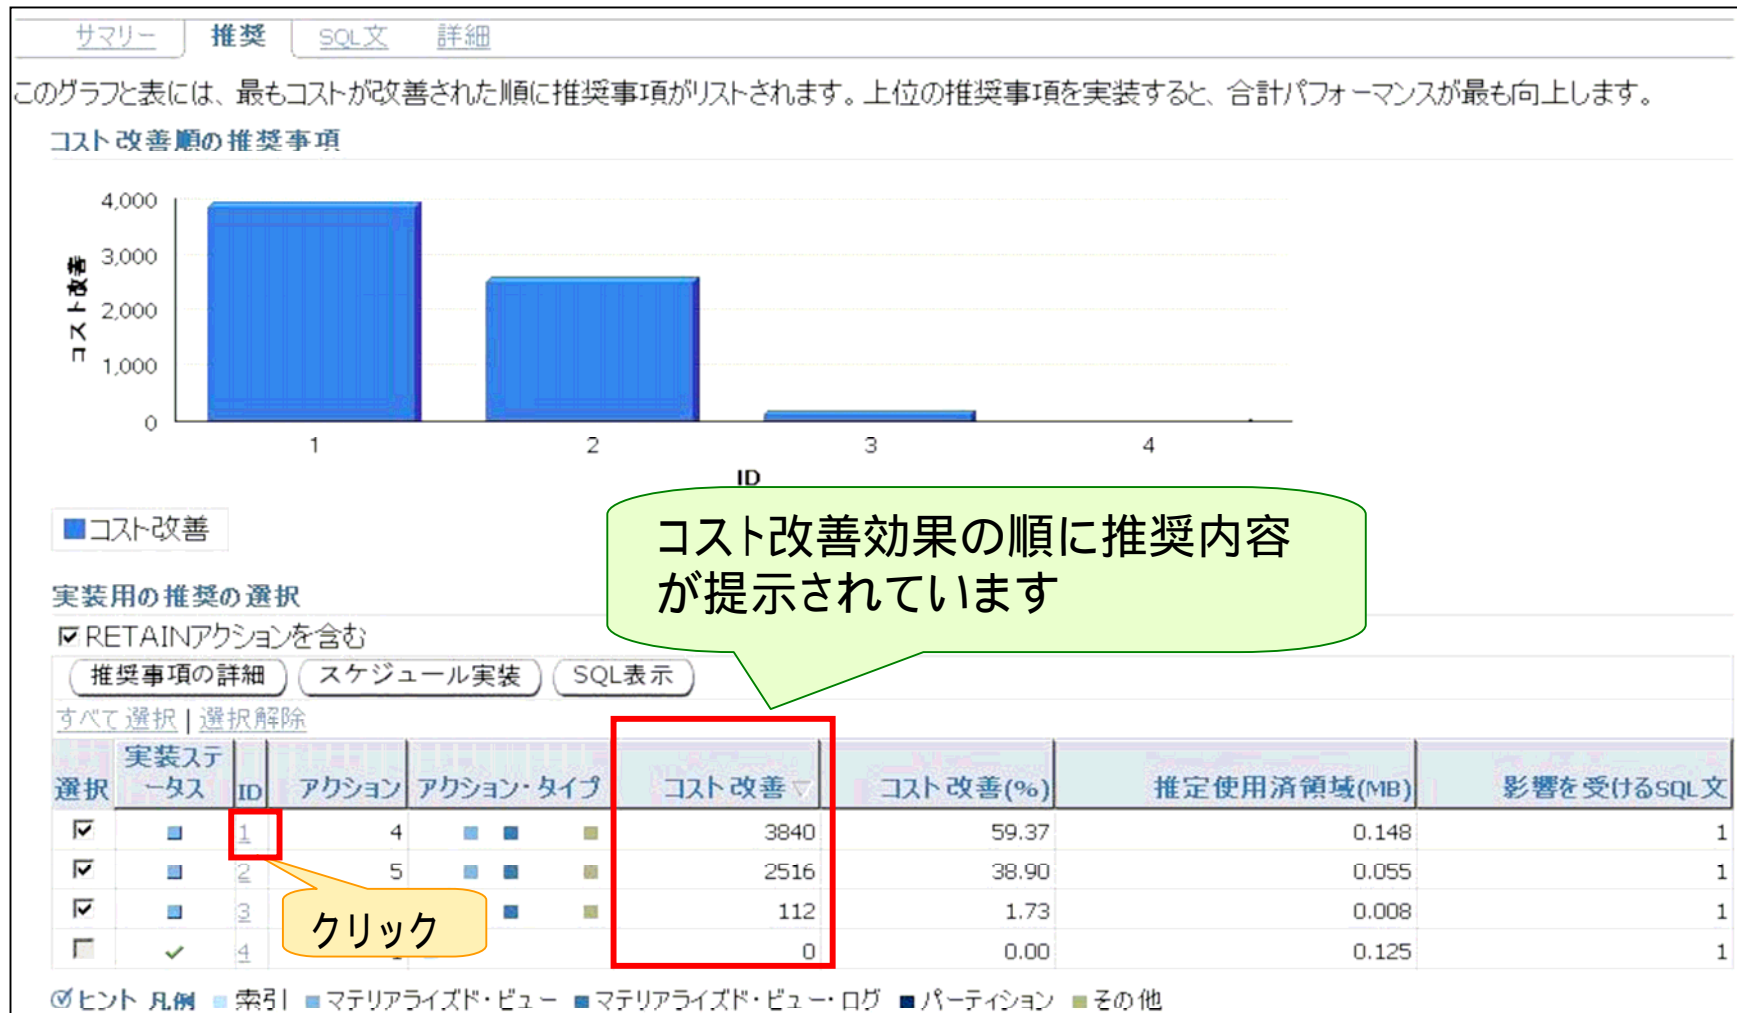 サマリー 推奨 SQL文 詳細
このグラフと表には、最もコストが改善された順に推奨事項がリストされます。上位の推奨事項を実装すると、合計パフォーマンスが最も向上します。
コスト改善順の推奨事項
4,000
3,000
2,000
1,000
0
コスト改善
1 2 3 4
ID
コスト改善
コスト改善効果の順に推奨内容
が提示されています
実装用の推奨の選択
RETAINアクションを含む
推奨事項の詳細 スケジュール実装 SQL表示
すべて選択 | 選択解除
選択 実装ステータス ID アクション アクション・タイプ コスト改善 コスト改善(%) 推定使用済領域(MB) 影響を受けるSQL文
1 4 3840 59.37 0.148 1
2 5 2516 38.90 0.055 1
3 112 1.73 0.008 1
4 0 0.00 0.125 1
クリック
ヒント 凡例 索引 マテリアライズド・ビュー マテリアライズド・ビュー・ログ パーティション その他